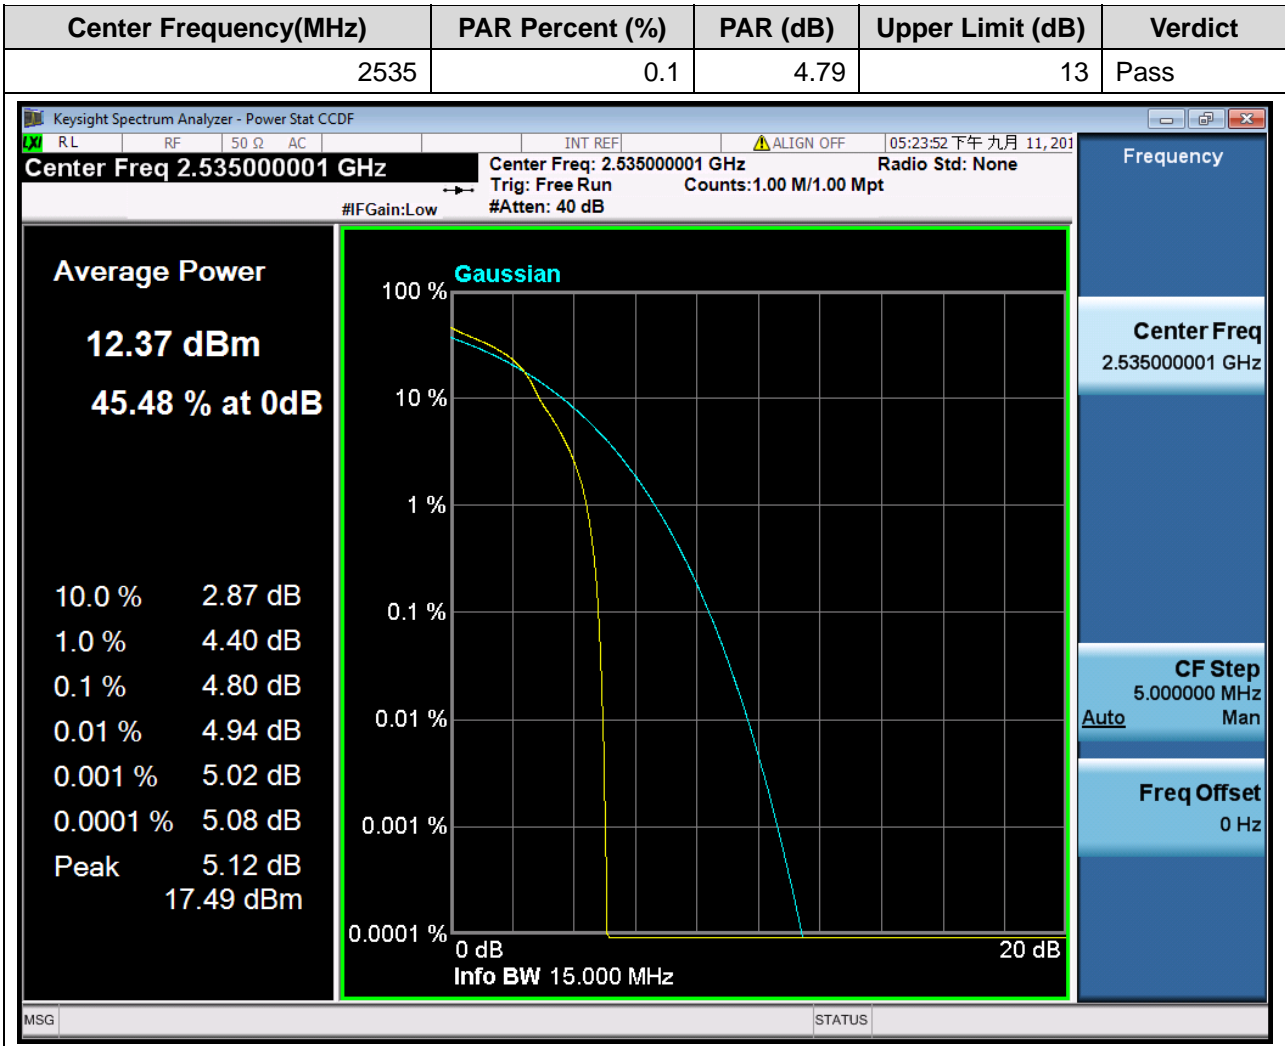 Center Frequency(MHz) PAR Percent (%) PAR (dB) Upper Limit (dB) Verdict
2535 0.1 4.79 13 Pass
Keysight Spectrum Analyzer - Power Stat CCDF
LXI RL RF 50 Ω AC INT REF ALIGN OFF 05:23:52 下午 九月 11, 201
Center Freq 2.535000001 GHz
Center Freq: 2.535000001 GHz Radio Std: None
Trig: Free Run Counts:1.00 M/1.00 Mpt
#IFGain:Low #Atten: 40 dB
Average Power
12.37 dBm
45.48 % at 0dB
10.0 % 2.87 dB
1.0 % 4.40 dB
0.1 % 4.80 dB
0.01 % 4.94 dB
0.001 % 5.02 dB
0.0001 % 5.08 dB
Peak 5.12 dB
17.49 dBm
Gaussian
100 %
10 %
1 %
0.1 %
0.01 %
0.001 %
0.0001 %
0 dB 20 dB
Info BW 15.000 MHz
Frequency
Center Freq
2.535000001 GHz
CF Step
5.000000 MHz
Auto Man
Freq Offset
0 Hz
MSG STATUS